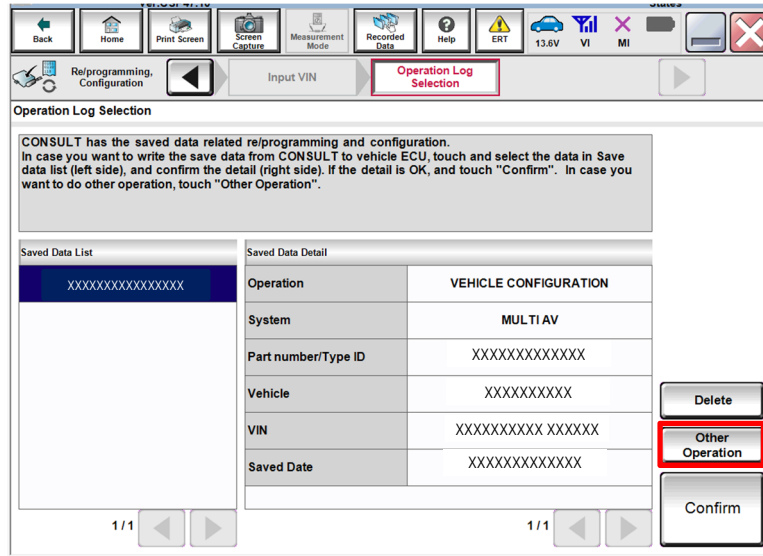 Back
Home
Print Screen
Screen
Capture
Measurement
Mode
Recorded
Data
Help
ERT
13.6V
VI
MI
Re/programming,
Configuration
Input VIN
Operation Log
Selection
Operation Log Selection
CONSULT has the saved data related re/programming and configuration.
In case you want to write the save data from CONSULT to vehicle ECU, touch and select the data in Save
data list (left side), and confirm the detail (right side). If the detail is OK, and touch "Confirm". In case you
want to do other operation, touch "Other Operation".
Saved Data List
XXXXXXXXXXXXXXXX
1/1
Saved Data Detail
Operation VEHICLE CONFIGURATION
System MULTI AV
Part number/Type ID XXXXXXXXXXXXX
Vehicle XXXXXXXXXX
VIN XXXXXXXXXX XXXXXX
Saved Date XXXXXXXXXXXXX
1/1
Delete
Other
Operation
Confirm